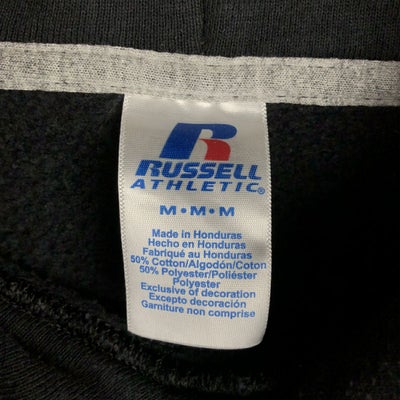 RUSSELL
ATHLETIC®
M•M•M
Made in Honduras
Hecho en Honduras
Fabriqué au Honduras
50% Cotton/Algodón/Coton
50% Polyester/Poliéster
Polyester
Exclusive of decoration
Excepto decoración
Garniture non comprise